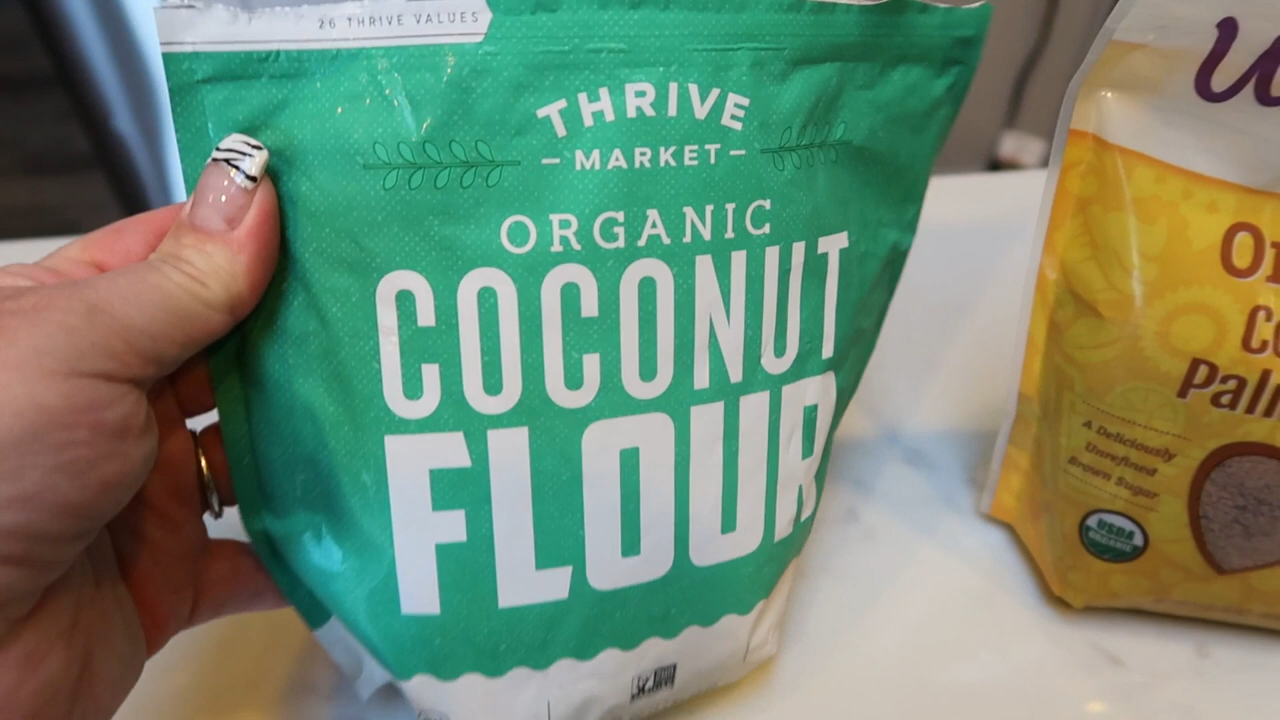 26 THRIVE VALUES
THRIVE
– MARKET –
ORGANIC
COCONUT
FLOUR
A Deliciously
Unrefined
Brown Sugar
USDA
ORGANIC